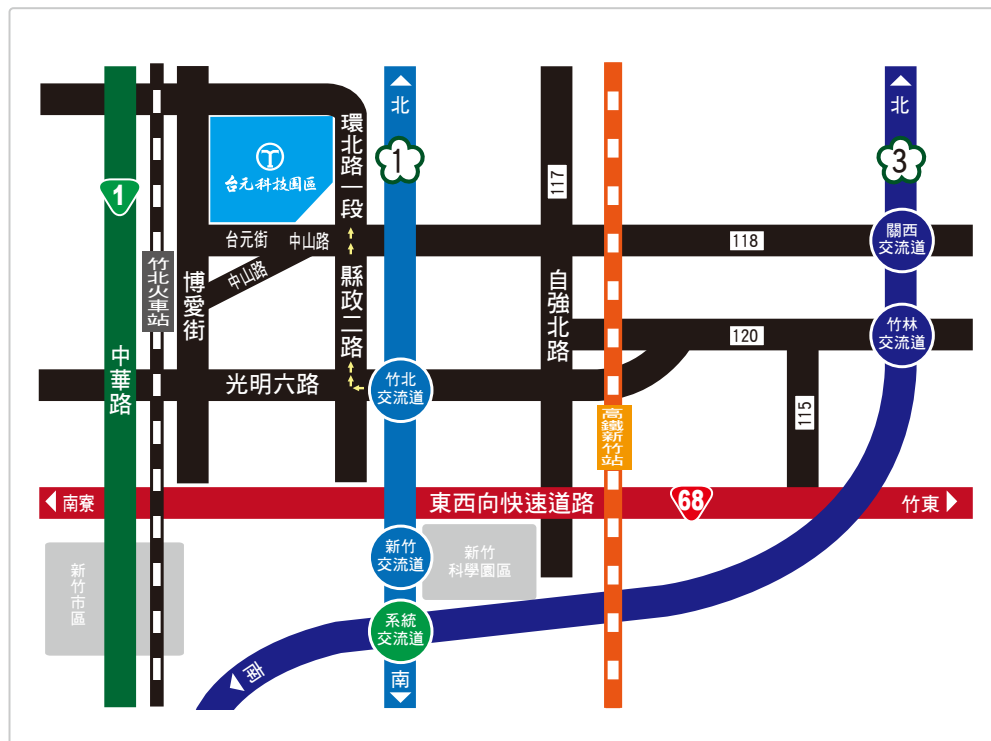 北
北
環北路一段
1
3
台元科技園區
1
117
台元街
中山路
118
關西
交流道
竹北火車站
中山路
博愛街
縣政二路
自強北路
120
竹林
交流道
中華路
光明六路
竹北
交流道
115
高鐵新竹站
南寮
東西向快速道路
68
竹東
新竹
交流道
新竹
科學園區
新竹市區
系統
交流道
南
南